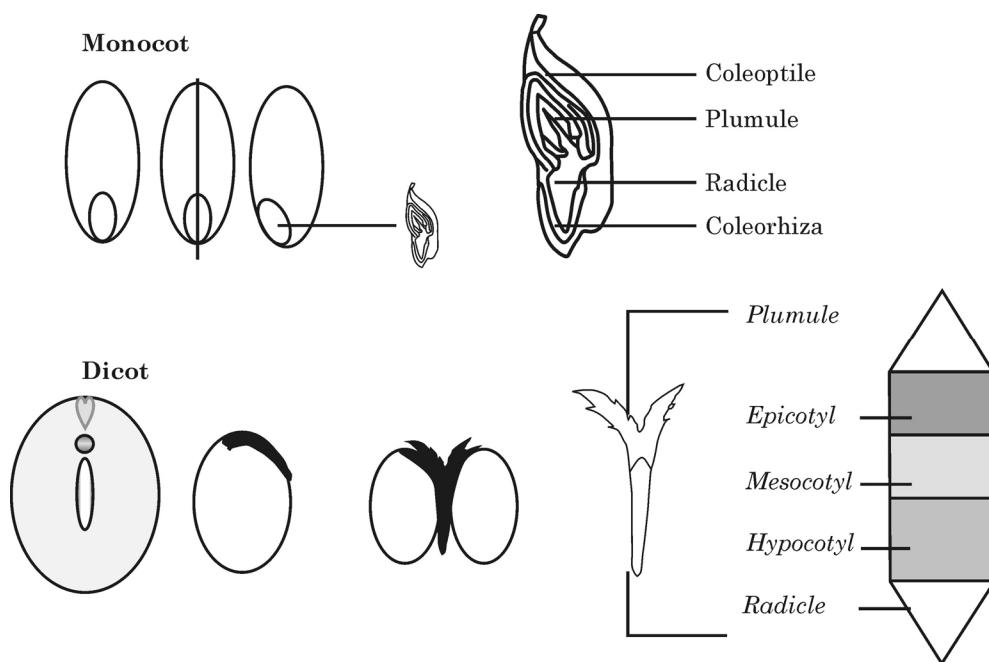 Monocot
Coleoptile
Plumule
Radicle
Coleorhiza
Dicot
Plumule
Epicotyl
Mesocotyl
Hypocotyl
Radicle